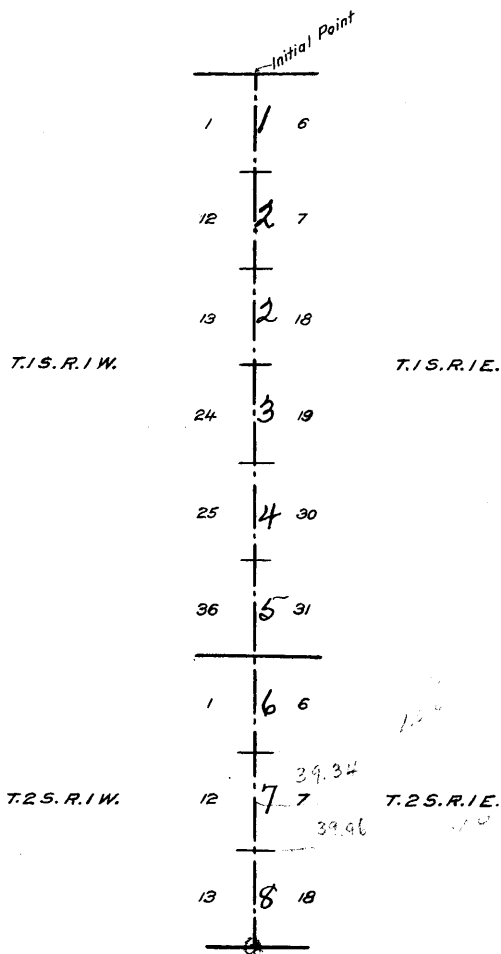 Initial Point
1 1 6
12 2 7
13 2 18
T.1S.R.1W. T.1S.R.1E.
24 3 19
25 4 30
36 5 31
1 6 6
39.34
T.2S.R.1W. 12 7 7 T.2S.R.1E.
39.96
13 8 18